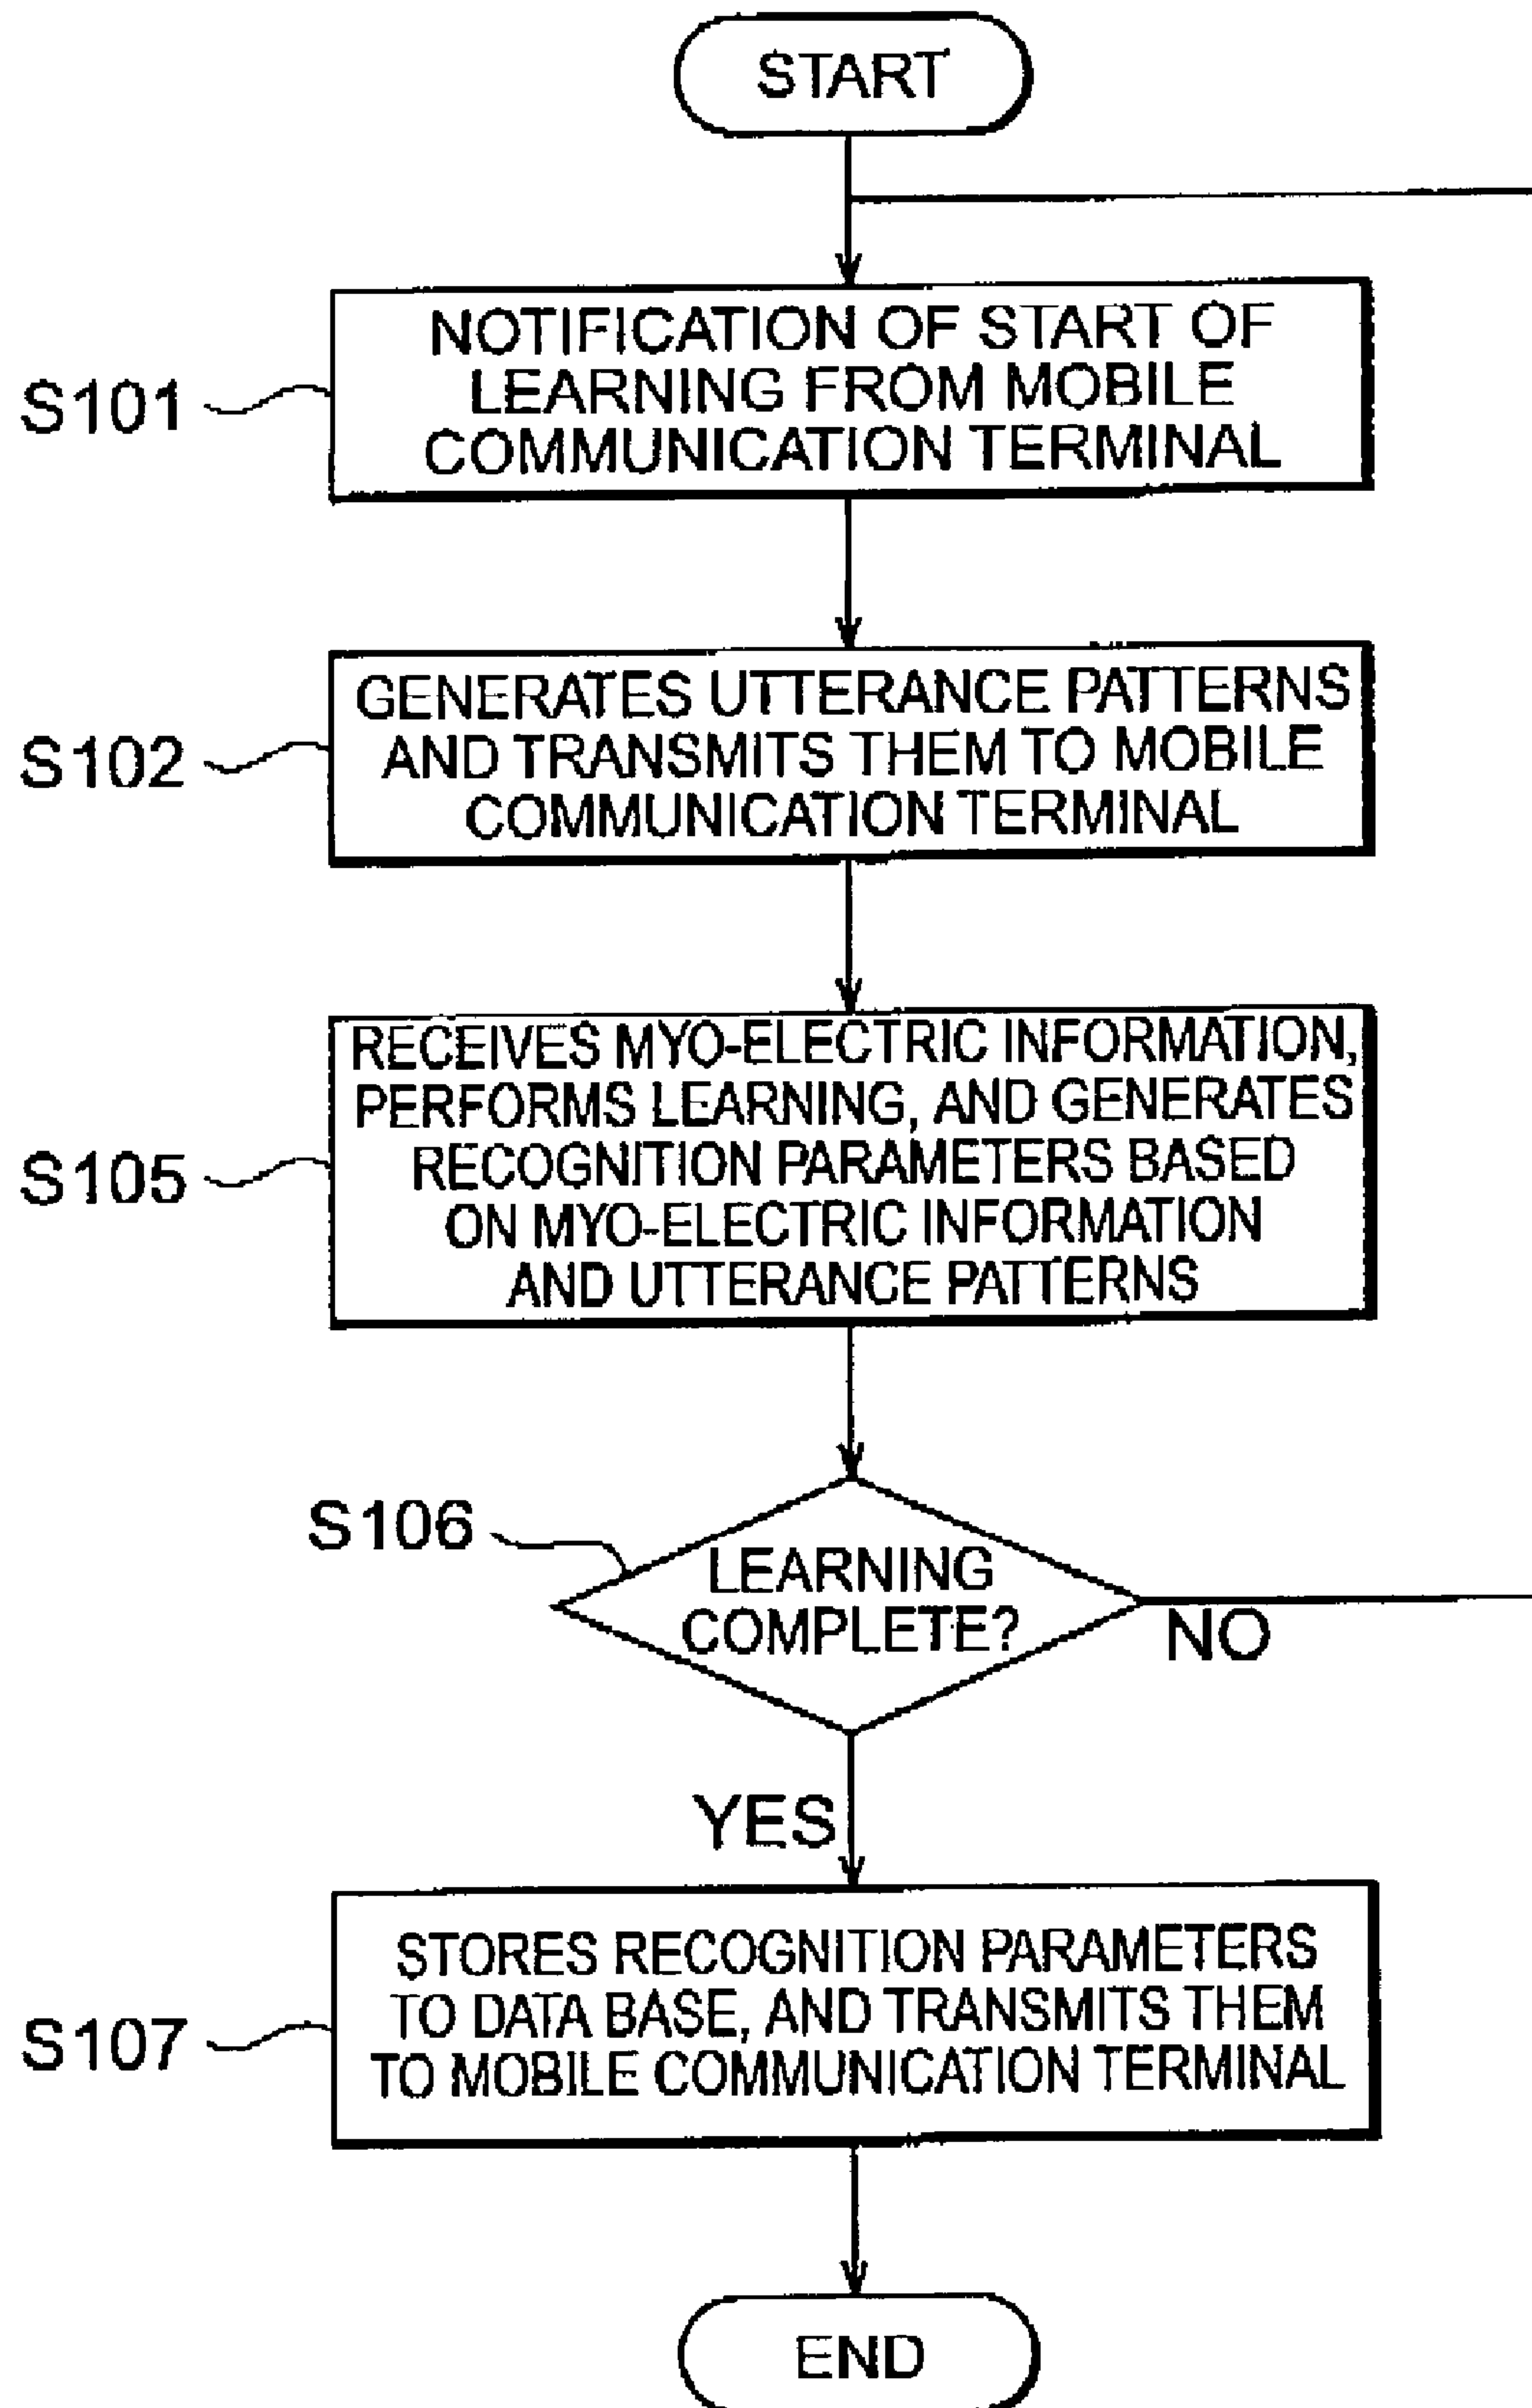 START
S101
NOTIFICATION OF START OF
LEARNING FROM MOBILE
COMMUNICATION TERMINAL
S102
GENERATES UTTERANCE PATTERNS
AND TRANSMITS THEM TO MOBILE
COMMUNICATION TERMINAL
S105
RECEIVES MYO-ELECTRIC INFORMATION,
PERFORMS LEARNING, AND GENERATES
RECOGNITION PARAMETERS BASED
ON MYO-ELECTRIC INFORMATION
AND UTTERANCE PATTERNS
S106
LEARNING
COMPLETE?
NO
YES
S107
STORES RECOGNITION PARAMETERS
TO DATA BASE, AND TRANSMITS THEM
TO MOBILE COMMUNICATION TERMINAL
END